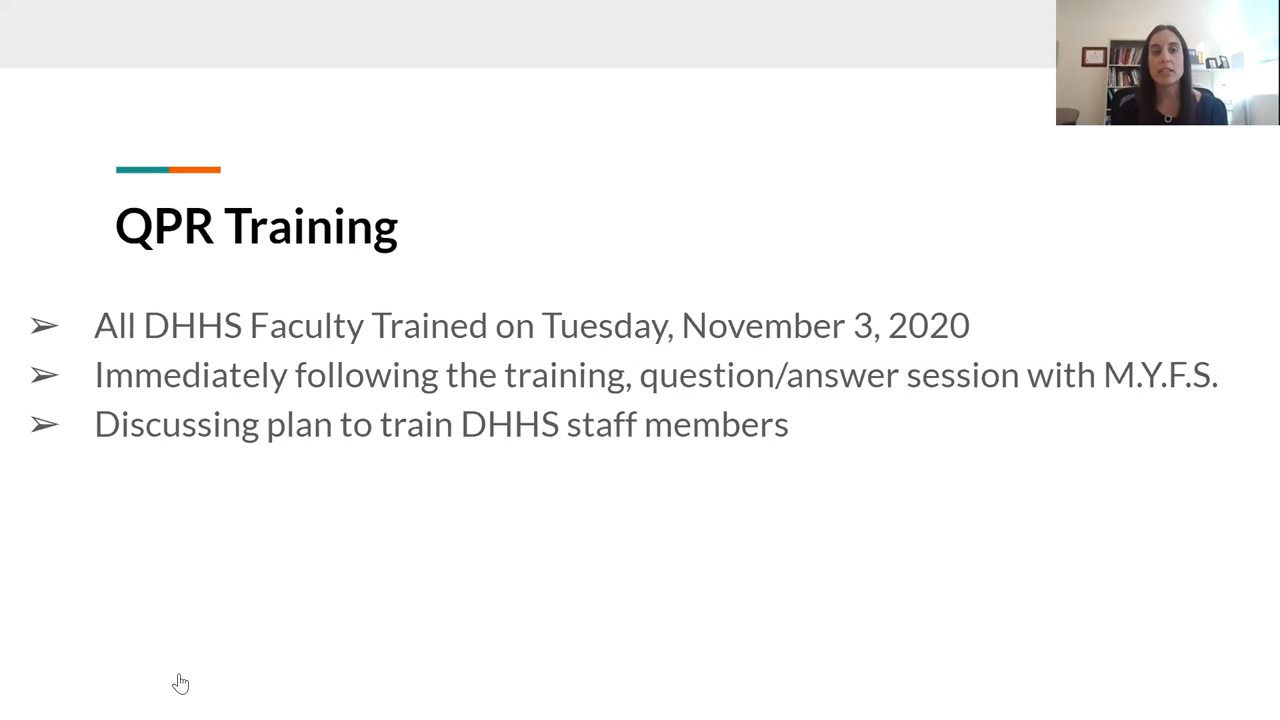 QPR Training
➢ All DHHS Faculty Trained on Tuesday, November 3, 2020
➢ Immediately following the training, question/answer session with M.Y.F.S.
➢ Discussing plan to train DHHS staff members